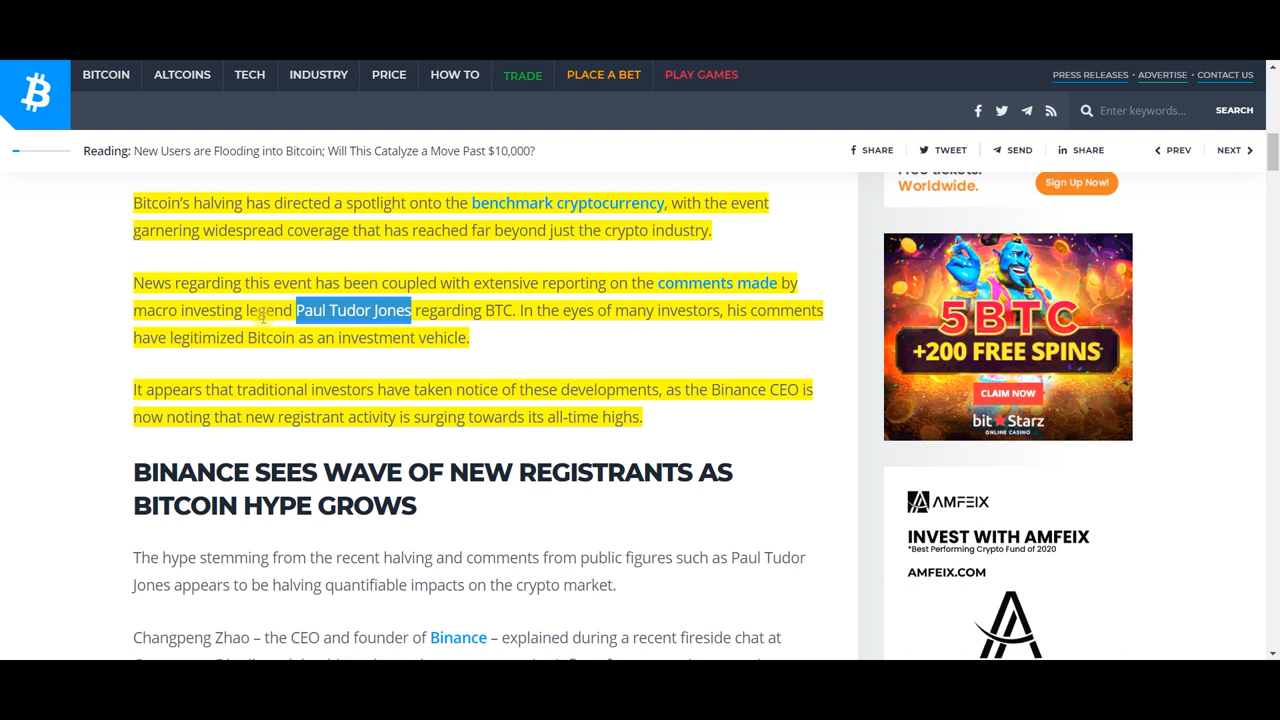 BITCOIN ALTCOINS TECH INDUSTRY PRICE HOW TO TRADE PLACE A BET PLAY GAMES
PRESS RELEASES • ADVERTISE • CONTACT US
Enter keywords... SEARCH
Reading: New Users are Flooding into Bitcoin; Will This Catalyze a Move Past $10,000?
SHARE TWEET SEND SHARE PREV NEXT
Bitcoin’s halving has directed a spotlight onto the benchmark cryptocurrency, with the event
garnering widespread coverage that has reached far beyond just the crypto industry.
News regarding this event has been coupled with extensive reporting on the comments made by
macro investing legend Paul Tudor Jones regarding BTC. In the eyes of many investors, his comments
have legitimized Bitcoin as an investment vehicle.
It appears that traditional investors have taken notice of these developments, as the Binance CEO is
now noting that new registrant activity is surging towards its all-time highs.
BINANCE SEES WAVE OF NEW REGISTRANTS AS
BITCOIN HYPE GROWS
The hype stemming from the recent halving and comments from public figures such as Paul Tudor
Jones appears to be halving quantifiable impacts on the crypto market.
Changpeng Zhao – the CEO and founder of Binance – explained during a recent fireside chat at
Worldwide.
Sign Up Now!
5BTC
+200 FREE SPINS
CLAIM NOW
bitStarz
ONLINE CASINO
AMFEIX
INVEST WITH AMFEIX
*Best Performing Crypto Fund of 2020
AMFEIX.COM